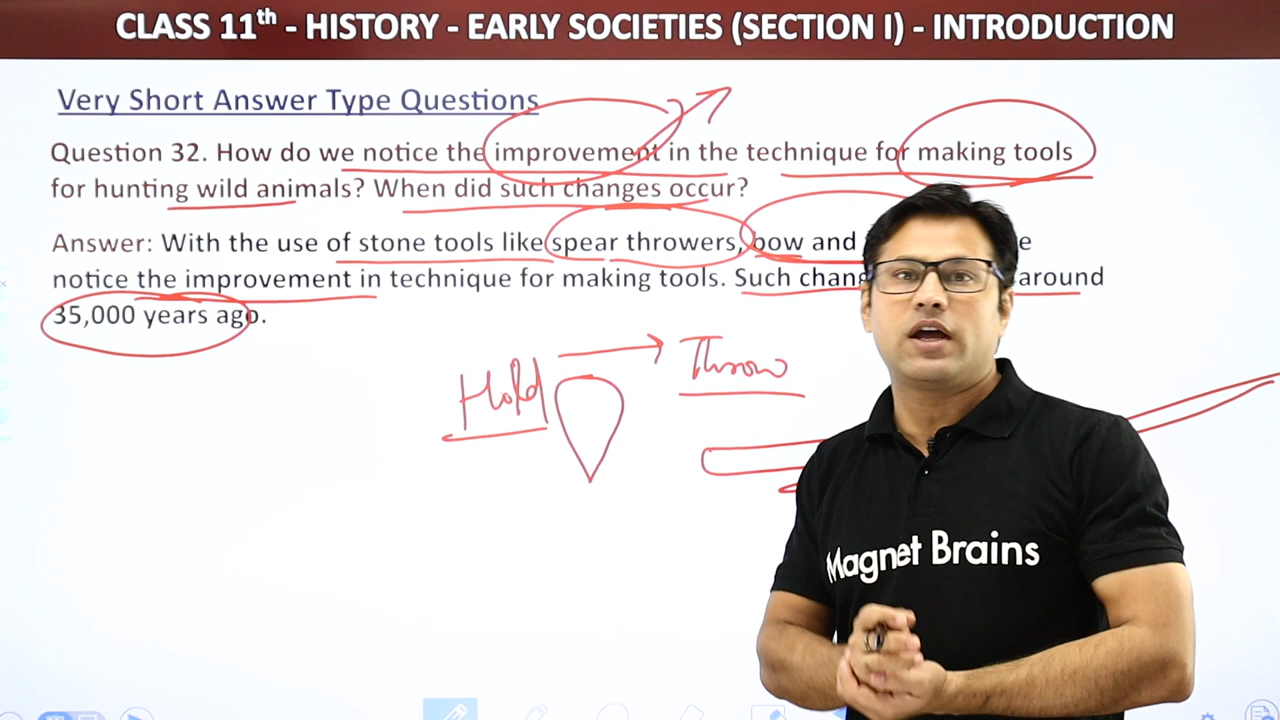 CLASS 11th - HISTORY - EARLY SOCIETIES (SECTION I) - INTRODUCTION
Very Short Answer Type Questions
Question 32. How do we notice the improvement in the technique for making tools
for hunting wild animals? When did such changes occur?
Answer: With the use of stone tools like spear throwers, bow and
notice the improvement in technique for making tools. Such around
35,000 years ago.
Hold Throw
Magnet Brains